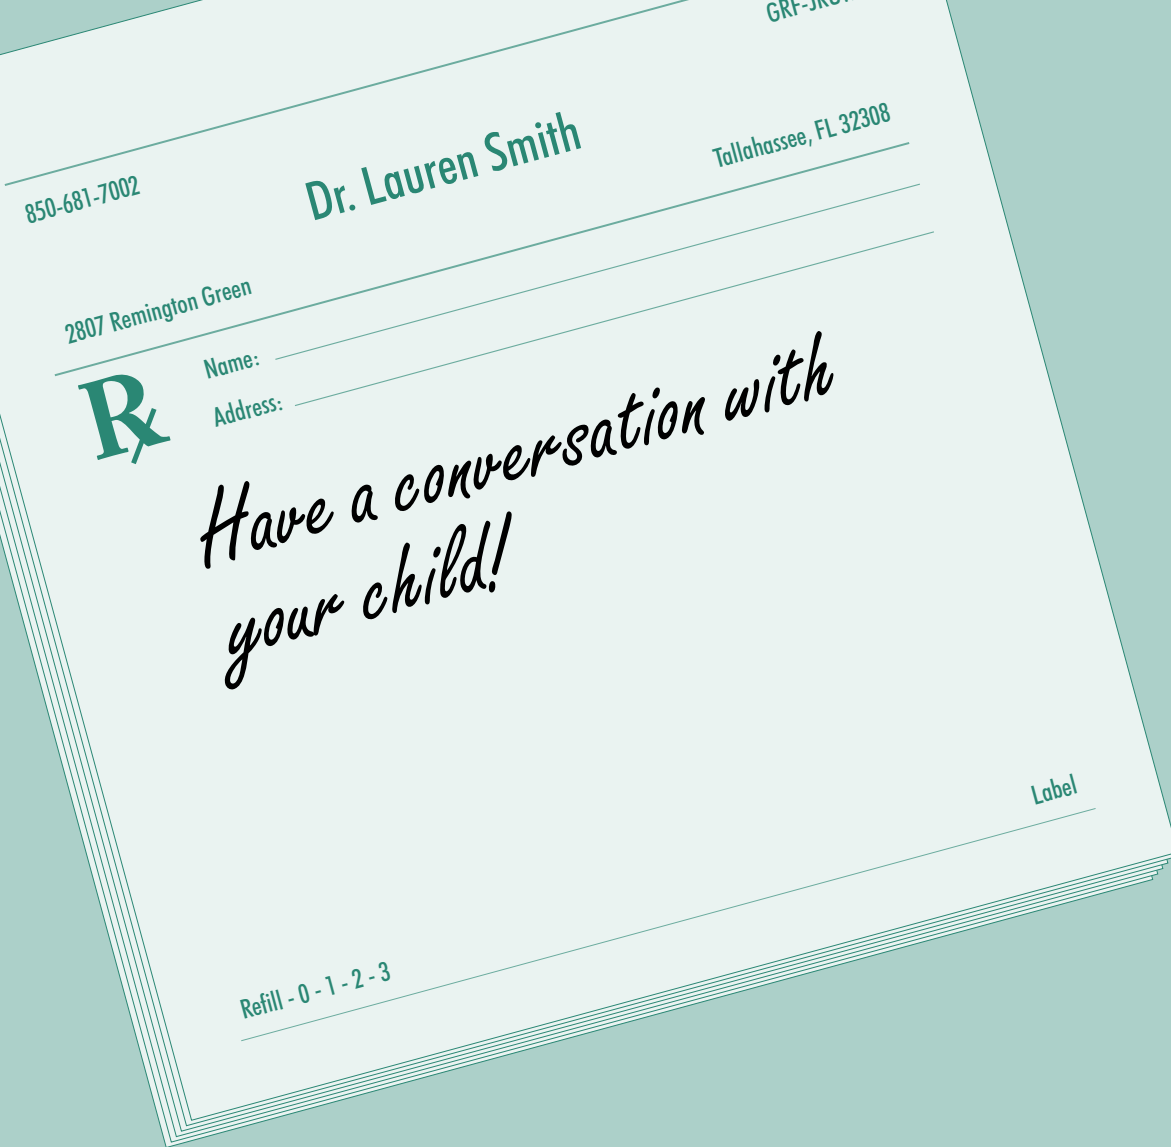 850-681-7002
Dr. Lauren Smith
2807 Remington Green
Tallahassee, FL 32308
Rx
Name:
Address:
Have a conversation with
your child!
Label
Refill - 0 - 1 - 2 - 3